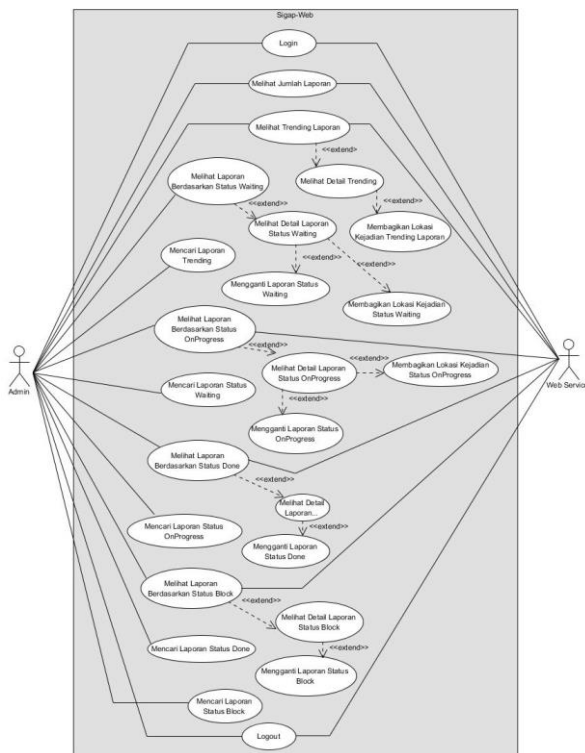 Sigap-Web
Login
Melihat Jumlah Laporan
Melihat Trending Laporan
<<extend>
Melihat Laporan
Berdasarkan Status Waiting
Melihat Detail Trending
<<extend>>
<<extend>>
Melihat Detail Laporan
Status Waiting
Membagikan Lokasi
Kejadian Trending Laporan
<<extend>>
<<extend>>
Mencari Laporan
Trending
Mengganti Laporan Status
Waiting
Membagikan Lokasi Kejadian
Status Waiting
Melihat Laporan
Berdasarkan Status
OnProgress
<<extend>>
Melihat Detail Laporan
Status OnProgress
<<extend>>
Membagikan Lokasi Kejadian
Status OnProgress
Admin
Web Servic
Mencari Laporan Status
Waiting
<<extend>>
Mengganti Laporan Status
OnProgress
Melihat Laporan
Berdasarkan Status Done
<<extend>>
Melihat Detail
Laporan...
Mencari Laporan Status
OnProgress
<<extend>>
Mengganti Laporan
Status Done
Melihat Laporan
Berdasarkan Status Block
<<extend>>
Melihat Detail Laporan
Status Block
Mencari Laporan Status Done
<<extend>>
Mengganti Laporan Status
Block
Mencari Laporan
Status Block
Logout